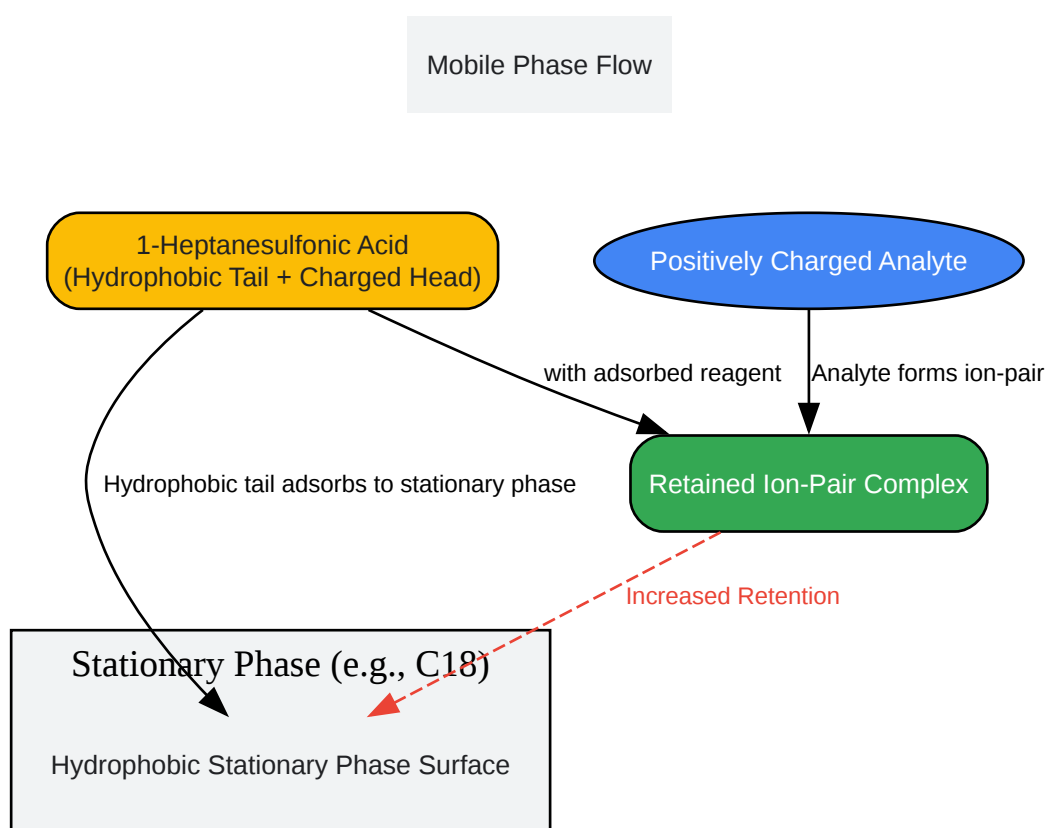 Mobile Phase Flow
1-Heptanesulfonic Acid
(Hydrophobic Tail + Charged Head)
Positively Charged Analyte
with adsorbed reagent
Analyte forms ion-pair
Hydrophobic tail adsorbs to stationary phase
Retained Ion-Pair Complex
Increased Retention
Stationary Phase (e.g., C18)
Hydrophobic Stationary Phase Surface